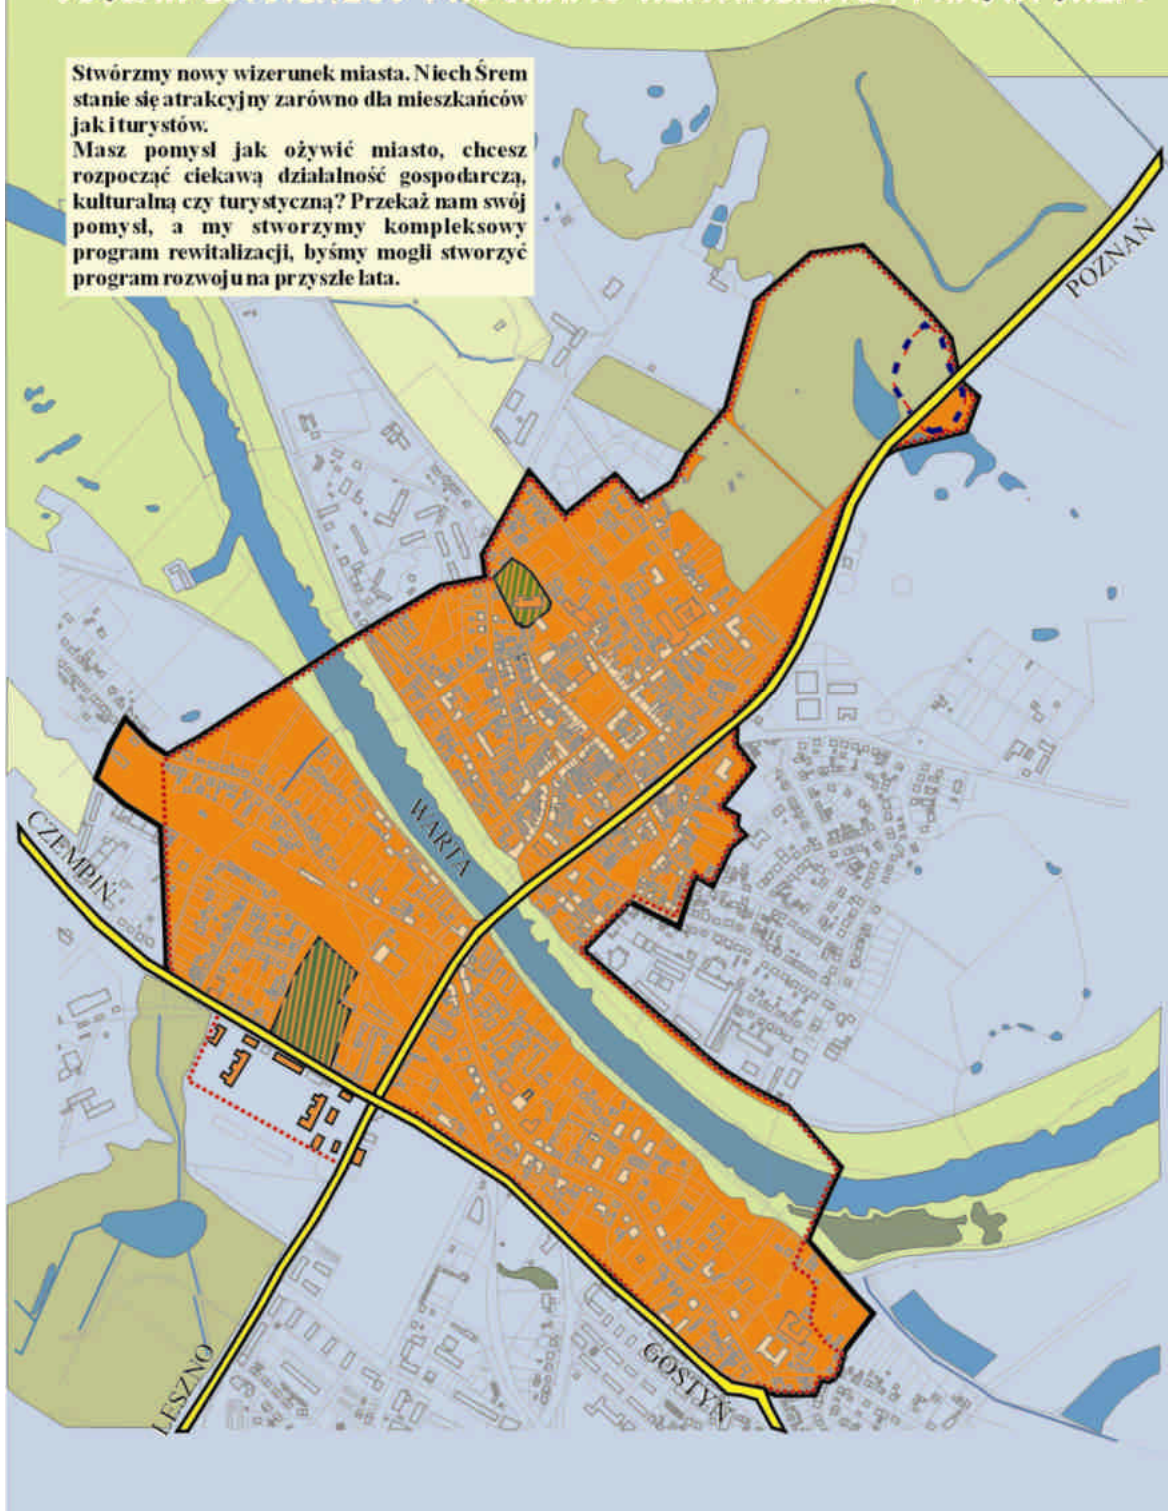 Stwórzmy nowy wizerunek miasta. Niech Śrem
stanie się atrakcyjny zarówno dla mieszkańców
jak i turystów.
Masz pomysł jak ożywić miasto, chcesz
rozpocząć ciekawą działalność gospodarczą,
kulturalną czy turystyczną? Przekaż nam swój
pomysł, a my stworzymy kompleksowy
program rewitalizacji, byśmy mogli stworzyć
program rozwoju na przyszłe lata.
POZNAŃ
WARTA
CZEMPIŃ
LESZNO
GOSTYŃ